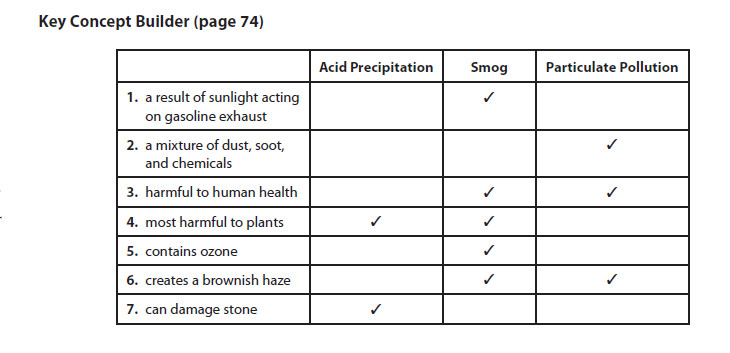 Key Concept Builder (page 74)
Acid Precipitation Smog Particulate Pollution
1. a result of sunlight acting
on gasoline exhaust ✓
2. a mixture of dust, soot,
and chemicals ✓
3. harmful to human health ✓ ✓
4. most harmful to plants ✓ ✓
5. contains ozone ✓
6. creates a brownish haze ✓ ✓
7. can damage stone ✓